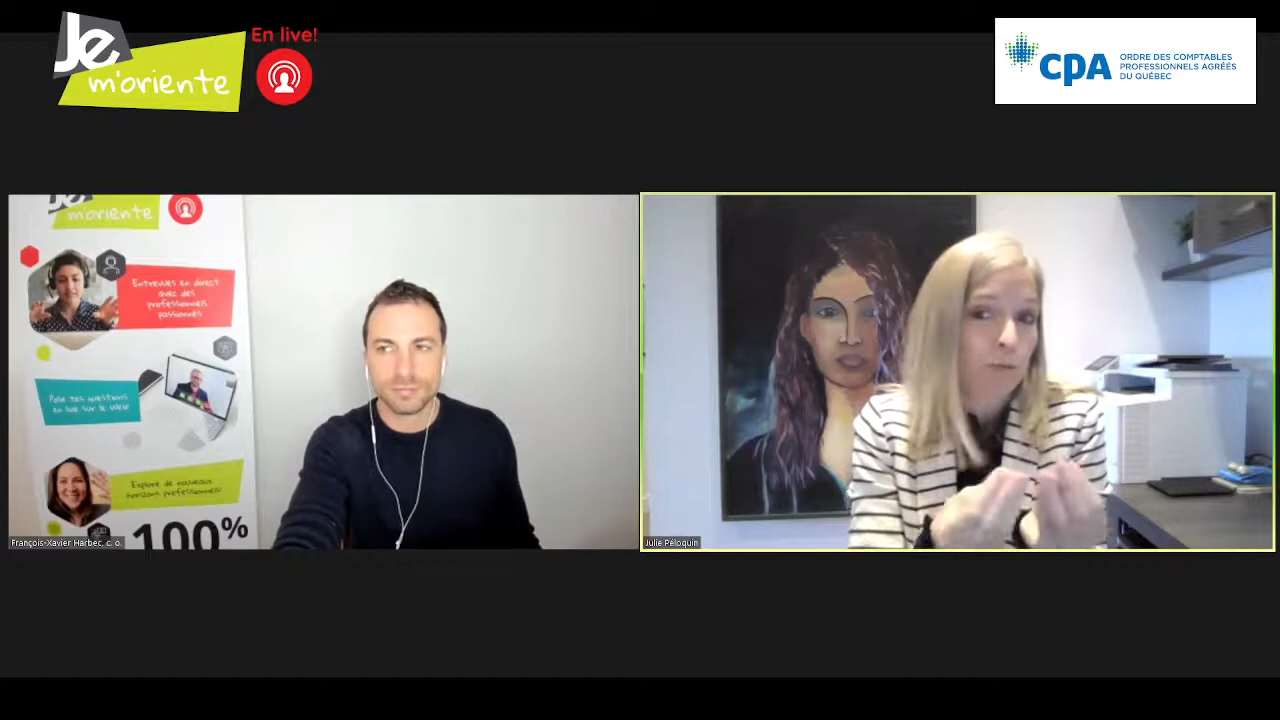 Je
m'oriente
En live!
CPA
ORDRE DES COMPTABLES
PROFESSIONNELS AGRÉÉS
DU QUÉBEC
Je
m'oriente
Entrevues en direct
avec des
professionnels
passionnés
Pose tes questions
en live sur le Web!
Explore de nouveaux
horizons professionnels!
100%
François-Xavier Harbec, c. o.
Julie Péloquin